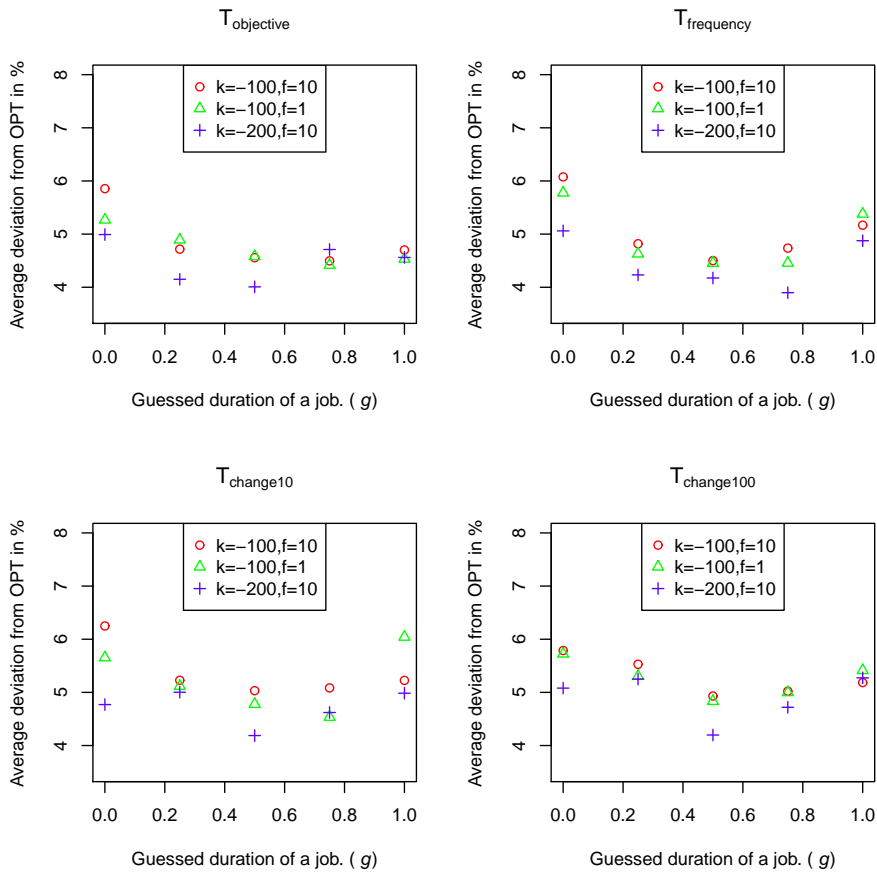 T_objective
Average deviation from OPT in %
8
7
6
5
4
k=−100,f=10
k=−100,f=1
k=−200,f=10
0.0 0.2 0.4 0.6 0.8 1.0
Guessed duration of a job. ( g)
T_frequency
Average deviation from OPT in %
8
7
6
5
4
k=−100,f=10
k=−100,f=1
k=−200,f=10
0.0 0.2 0.4 0.6 0.8 1.0
Guessed duration of a job. ( g)
T_change10
Average deviation from OPT in %
8
7
6
5
4
k=−100,f=10
k=−100,f=1
k=−200,f=10
0.0 0.2 0.4 0.6 0.8 1.0
Guessed duration of a job. ( g)
T_change100
Average deviation from OPT in %
8
7
6
5
4
k=−100,f=10
k=−100,f=1
k=−200,f=10
0.0 0.2 0.4 0.6 0.8 1.0
Guessed duration of a job. ( g)